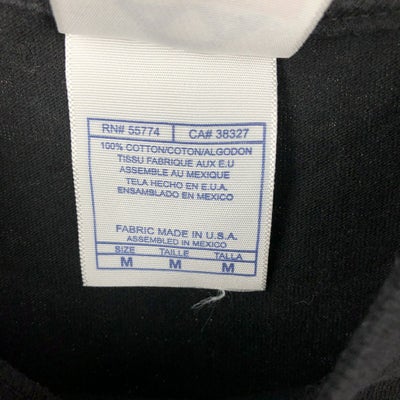 RN# 55774 CA# 38327
100% COTTON/COTON/ALGODON
TISSU FABRIQUE AUX E.U
ASSEMBLE AU MEXIQUE
TELA HECHO EN E.U.A.
ENSAMBLADO EN MEXICO
FABRIC MADE IN U.S.A.
ASSEMBLED IN MEXICO
SIZE TAILLE TALLA
M M M